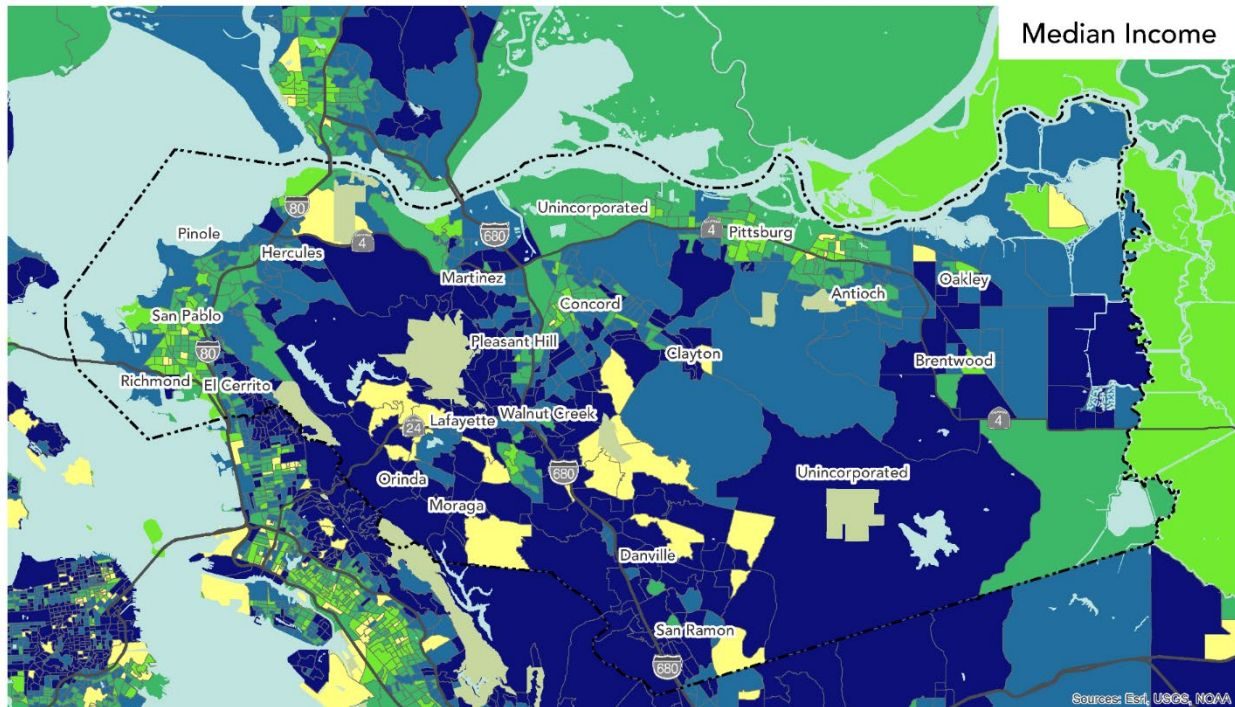 Median Income
Unincorporated
80
Pinole
4
Pittsburg
680
Hercules
4
Martinez
Oakley
Antioch
Concord
San Pablo
Pleasant Hill
80
Clayton
Brentwood
Richmond
El Cerrito
Walnut Creek
Lafayette
4
24
680
Unincorporated
Orinda
Moraga
Danville
San Ramon
680
Sources: Esri, USGS, NOAA